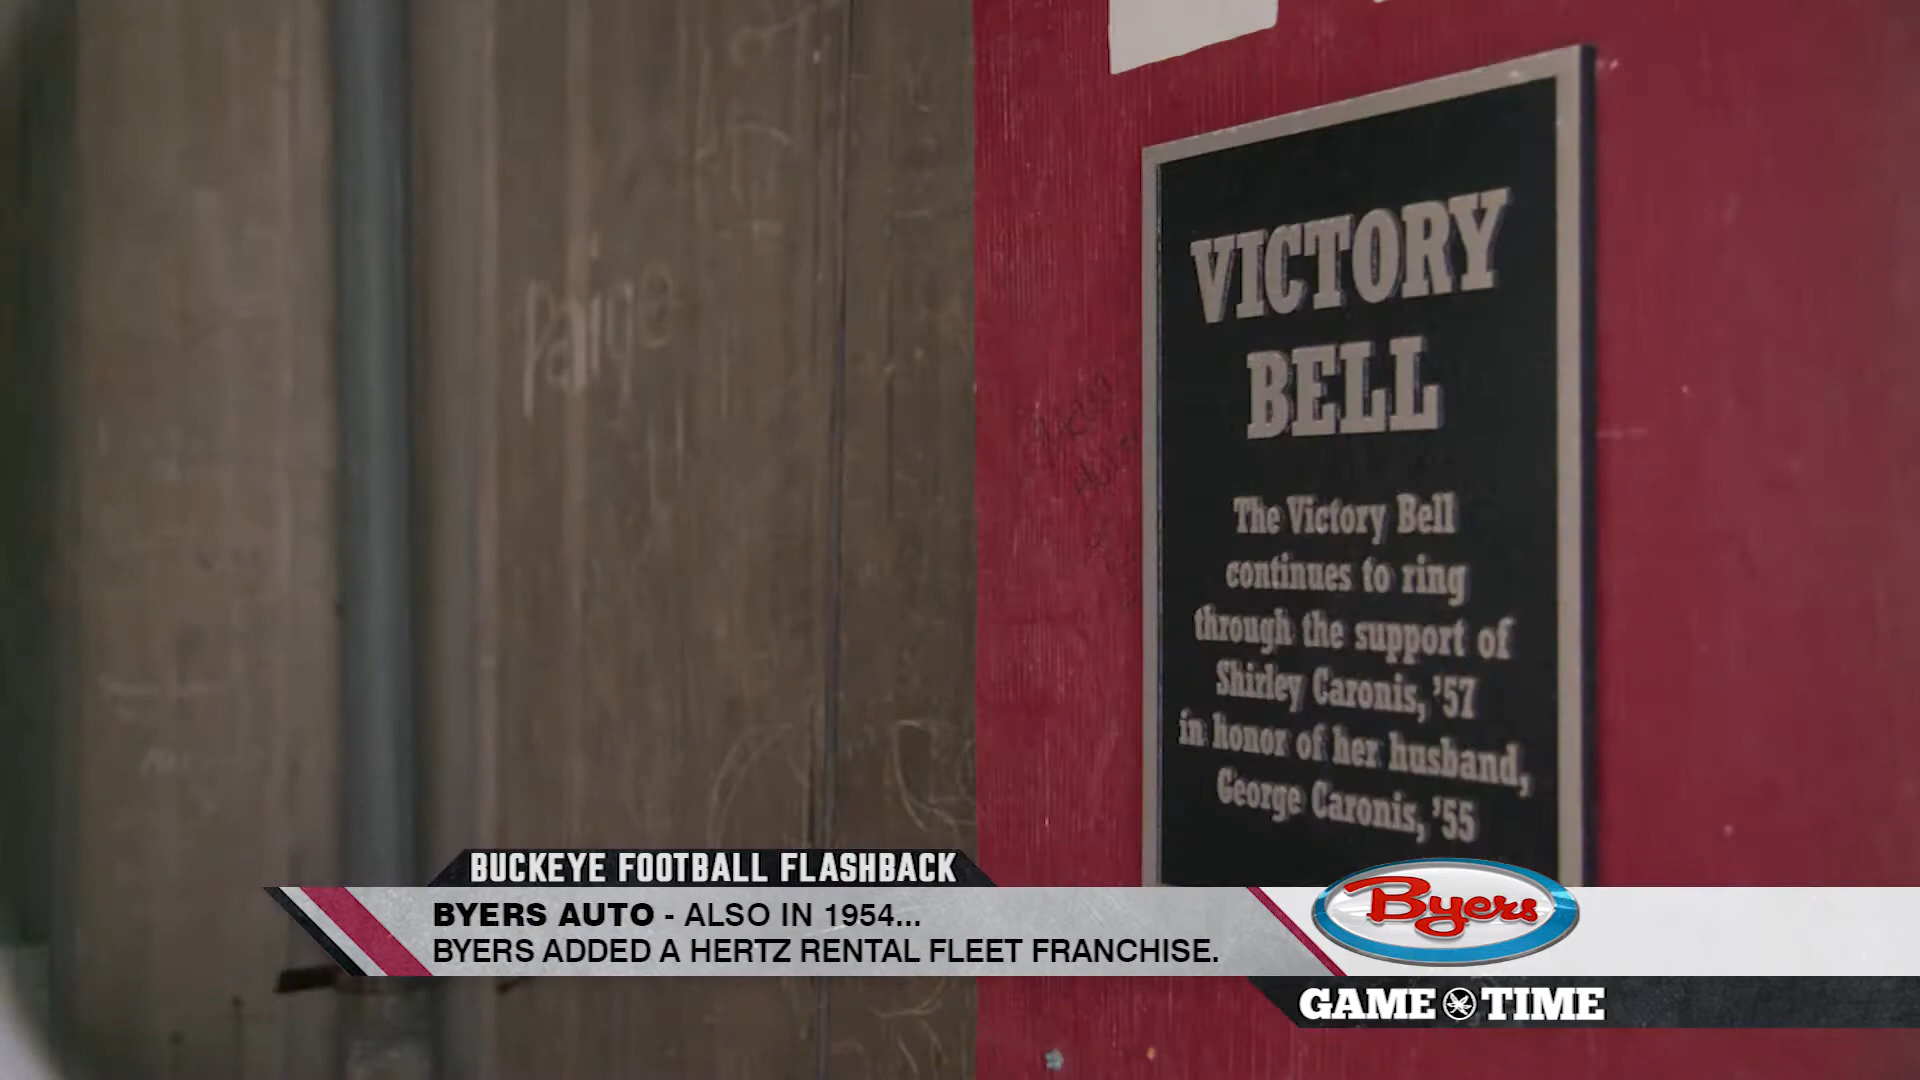 Paige
VICTORY
BELL
The Victory Bell
continues to ring
through the support of
Shirley Caronis, '57
in honor of her husband,
George Caronis, '55
BUCKEYE FOOTBALL FLASHBACK
BYERS AUTO - ALSO IN 1954...
BYERS ADDED A HERTZ RENTAL FLEET FRANCHISE.
Byers
GAME TIME